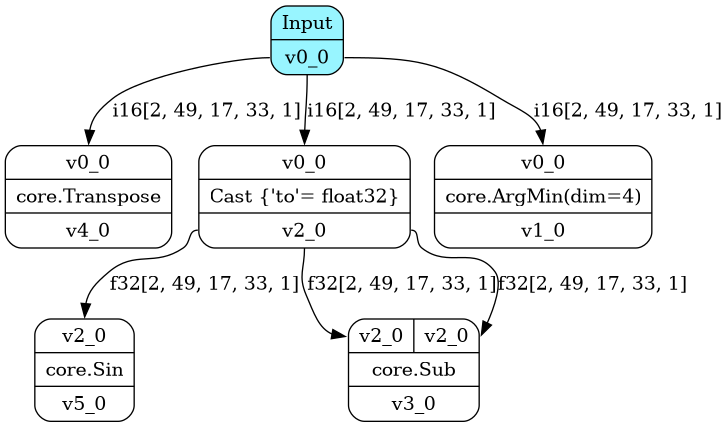 Input
v0_0
i16[2, 49, 17, 33, 1]
i16[2, 49, 17, 33, 1]
i16[2, 49, 17, 33, 1]
v0_0
core.Transpose
v4_0
v0_0
Cast {'to'= float32}
v2_0
v0_0
core.ArgMin(dim=4)
v1_0
f32[2, 49, 17, 33, 1]
f32[2, 49, 17, 33, 1]
f32[2, 49, 17, 33, 1]
v2_0
core.Sin
v5_0
v2_0 v2_0
core.Sub
v3_0